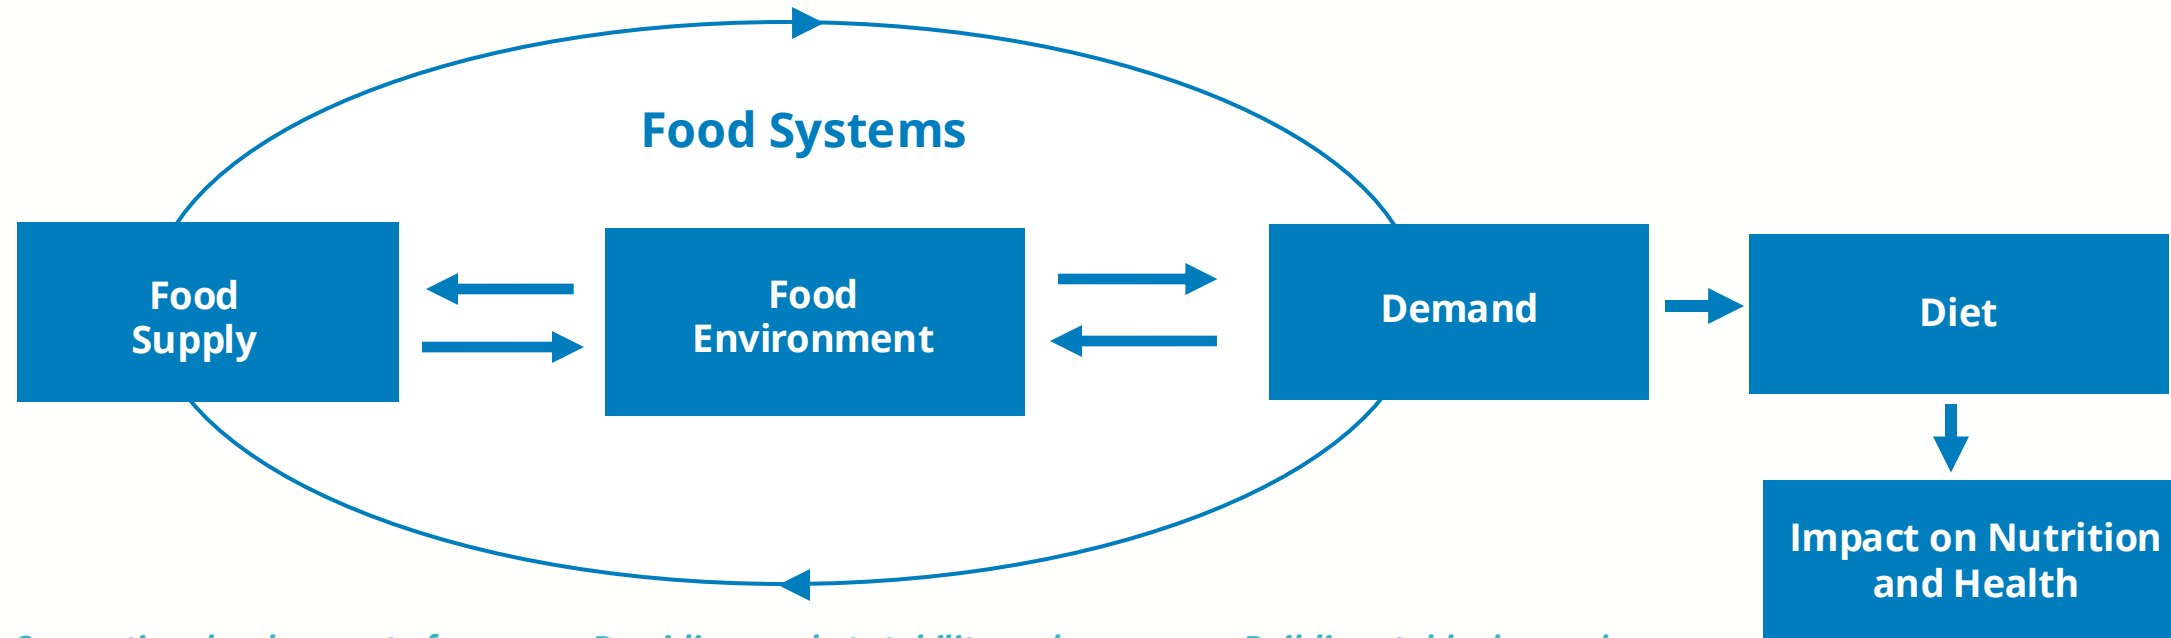 Food Systems
Food
Supply
Food
Environment
Demand
Diet
Impact on Nutrition
and Health